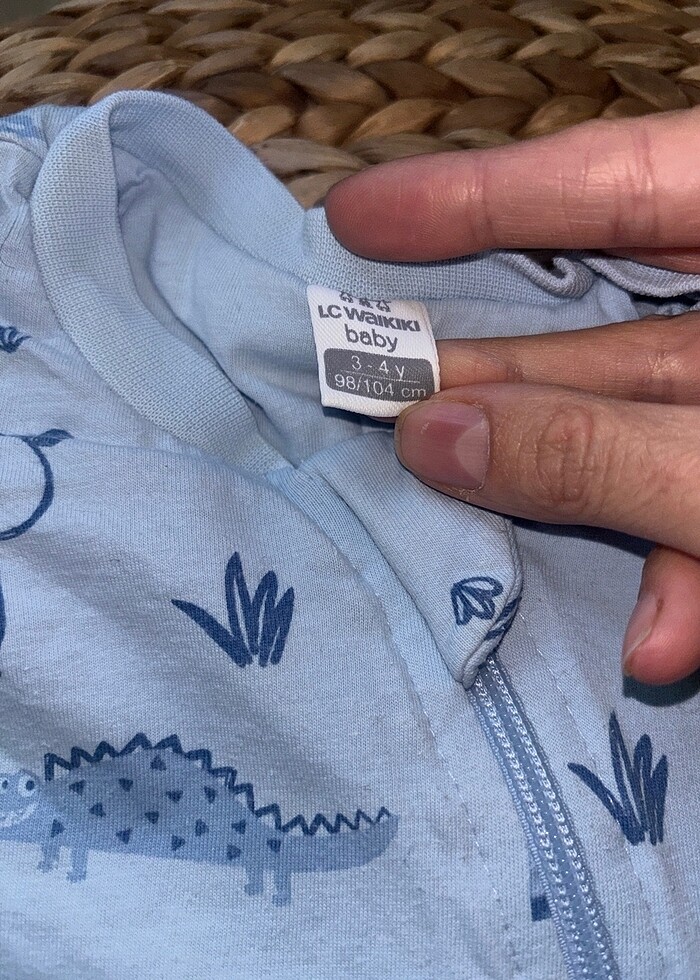 LC WAIKIKI
baby
3 - 4 y
98/104 cm